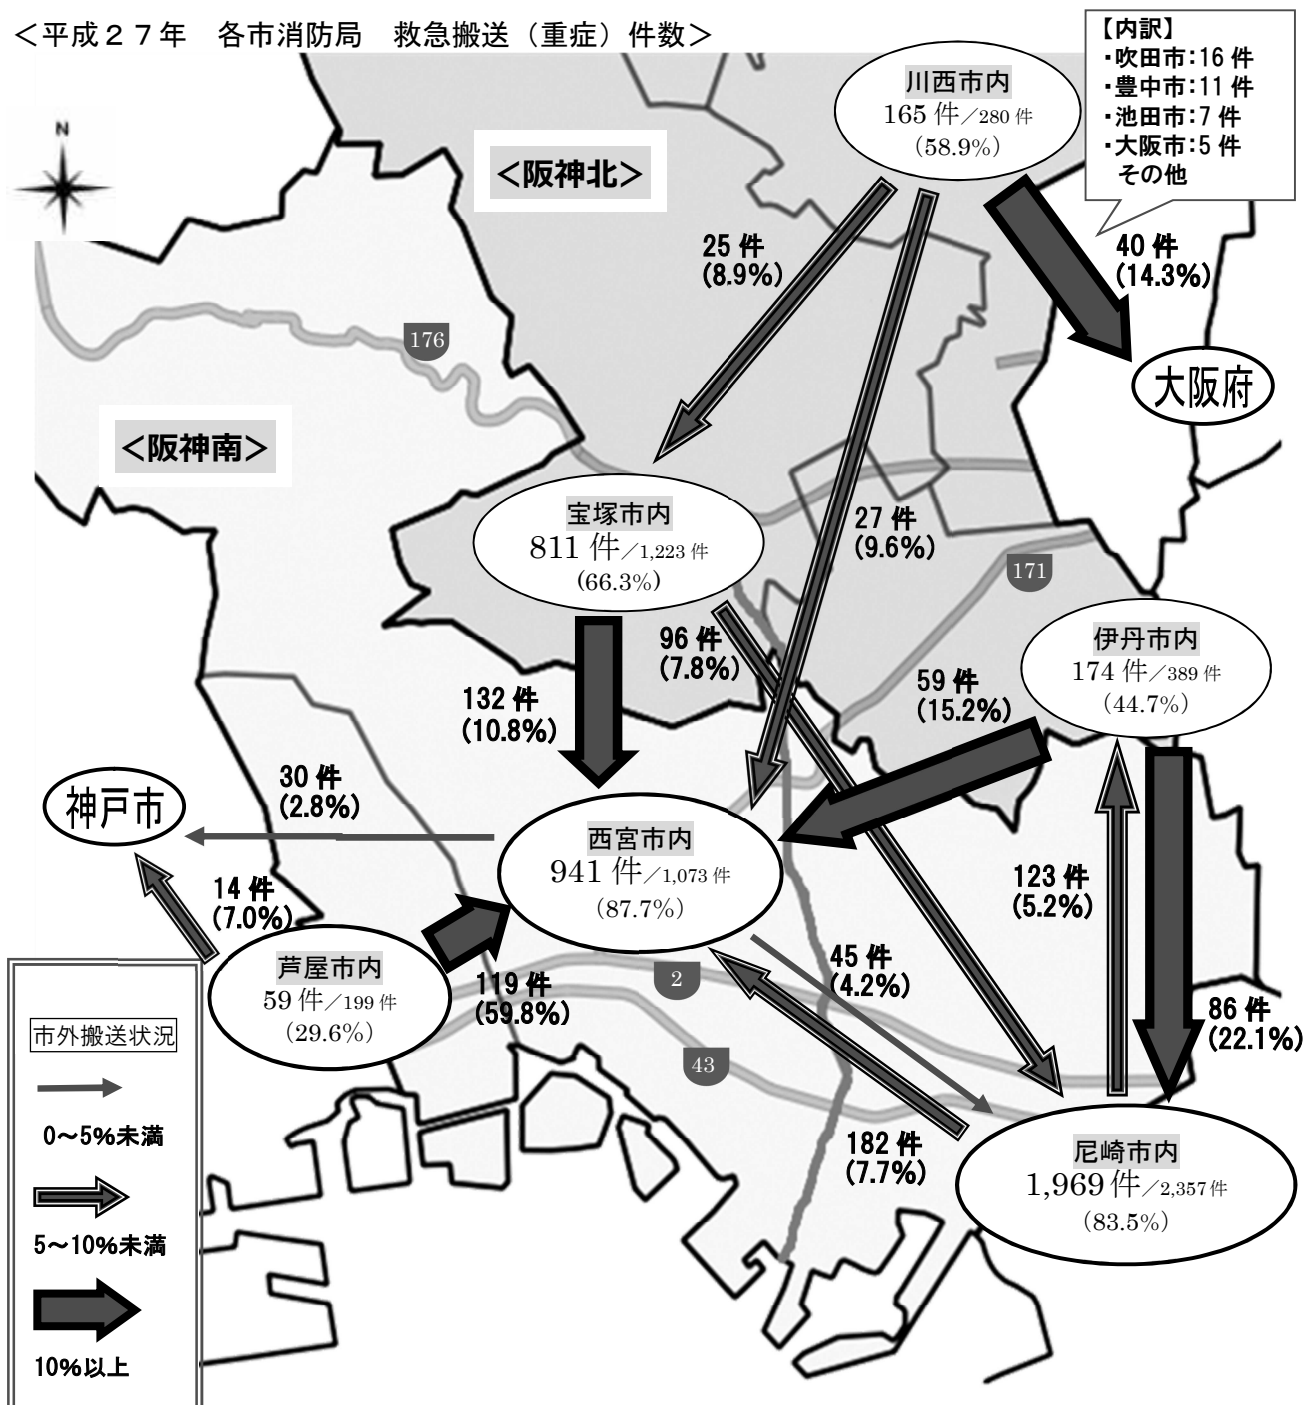 ＜平成２７年　各市消防局　救急搬送（重症）件数＞
【内訳】
・吹田市：16 件
・豊中市：11 件
・池田市：7 件
・大阪市：5 件
その他
川西市内
165 件／280 件
（58.9％）
N
＜阪神北＞
25 件
(8.9%)
40 件
(14.3%)
176
大阪府
＜阪神南＞
宝塚市内
811 件／1,223 件
(66.3%)
27 件
(9.6%)
171
伊丹市内
174 件／389 件
（44.7％）
96 件
(7.8%)
59 件
(15.2%)
132 件
(10.8%)
神戸市
30 件
(2.8%)
西宮市内
941 件／1,073 件
(87.7%)
123 件
(5.2%)
14 件
(7.0%)
芦屋市内
59 件／199 件
(29.6%)
119 件
(59.8%)
2
45 件
(4.2%)
86 件
(22.1%)
43
182 件
(7.7%)
尼崎市内
1,969 件／2,357 件
(83.5%)
市外搬送状況
0～5%未満
5～10%未満
10%以上